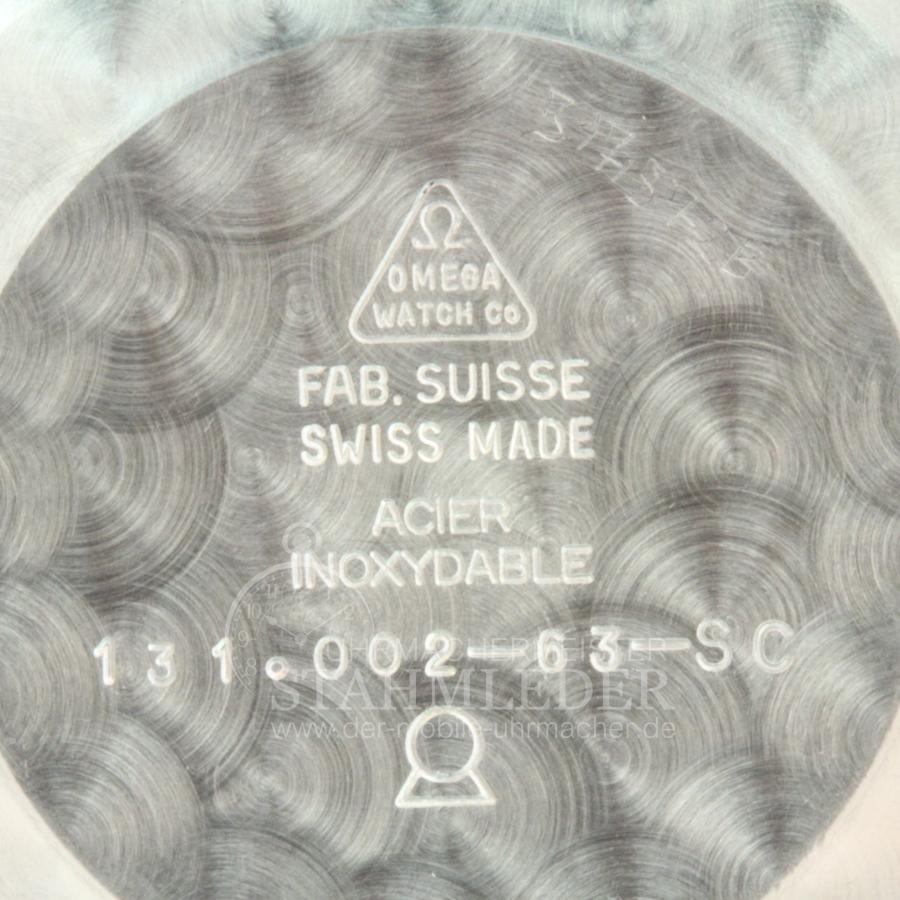 Ω
OMEGA
WATCH CO
FAB. SUISSE
SWISS MADE
ACIER
INOXYDABLE
131.002-63-SC
UHRMACHERMEISTER
STAHMLEDER
www.der-mobile-uhrmacher.de